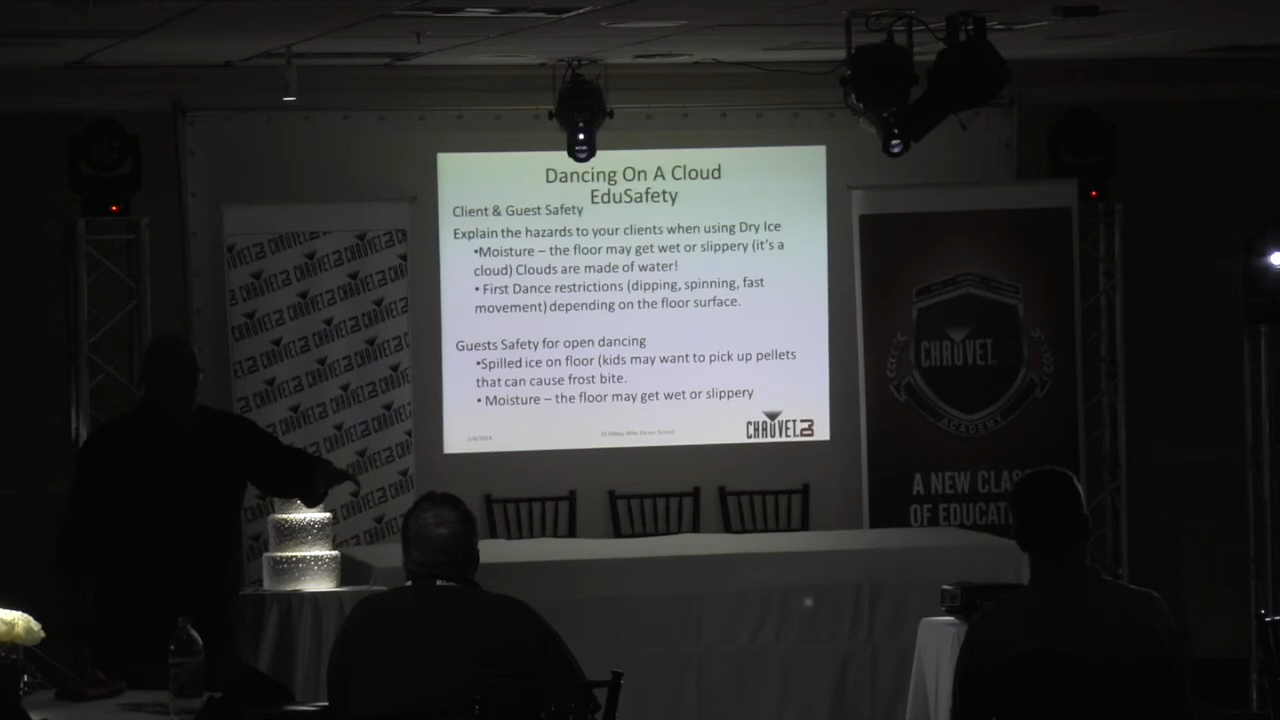 Dancing On A Cloud
EduSafety
Client & Guest Safety
Explain the hazards to your clients when using Dry Ice
•Moisture – the floor may get wet or slippery (it's a
cloud) Clouds are made of water!
• First Dance restrictions (dipping, spinning, fast
movement) depending on the floor surface.
Guests Safety for open dancing
•Spilled ice on floor (kids may want to pick up pellets
that can cause frost bite.
• Moisture – the floor may get wet or slippery
CHAUVET
CHAUVET
CHAUVET
ACADEMY
A NEW CLAS
OF EDUCATI